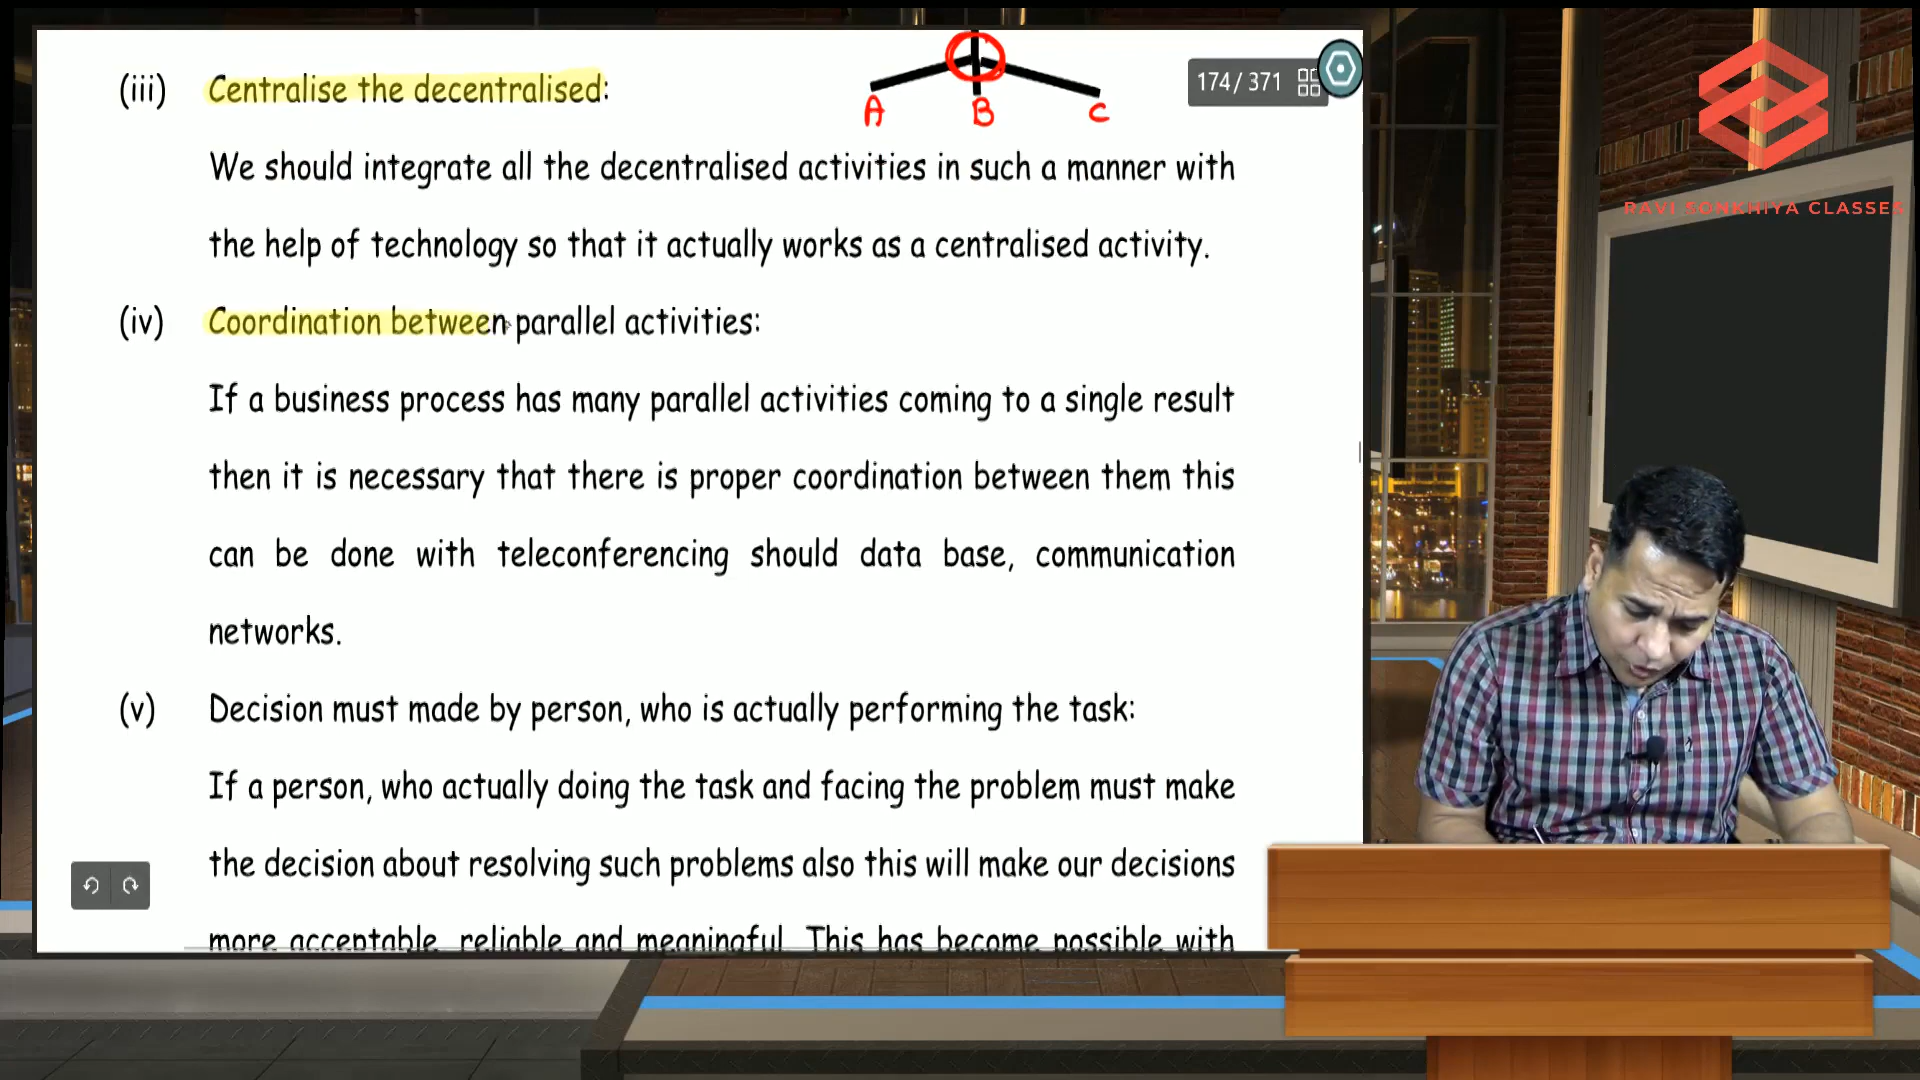 (iii) Centralise the decentralised:
A B C
174/371
We should integrate all the decentralised activities in such a manner with
the help of technology so that it actually works as a centralised activity.
(iv) Coordination between parallel activities:
If a business process has many parallel activities coming to a single result
then it is necessary that there is proper coordination between them this
can be done with teleconferencing should data base, communication
networks.
(v) Decision must made by person, who is actually performing the task:
If a person, who actually doing the task and facing the problem must make
the decision about resolving such problems also this will make our decisions
more acceptable, reliable and meaningful. This has become possible with
RAVI SONKHIYA CLASSES